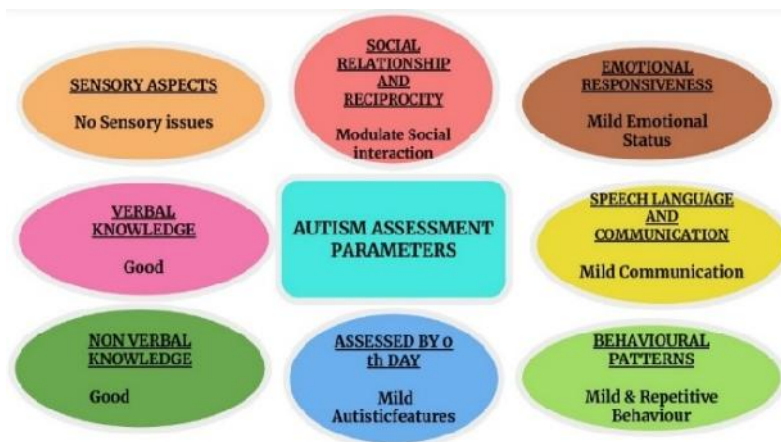 SENSORY ASPECTS
No Sensory issues
SOCIAL
RELATIONSHIP
AND
RECIPROCITY
Modulate Social
interaction
EMOTIONAL
RESPONSIVENESS
Mild Emotional
Status
VERBAL
KNOWLEDGE
Good
AUTISM ASSESSMENT
PARAMETERS
SPEECH LANGUAGE
AND
COMMUNICATION
Mild Communication
NON VERBAL
KNOWLEDGE
Good
ASSESSED BY 0
th DAY
Mild
Autisticfeatures
BEHAVIOURAL
PATTERNS
Mild & Repetitive
Behaviour